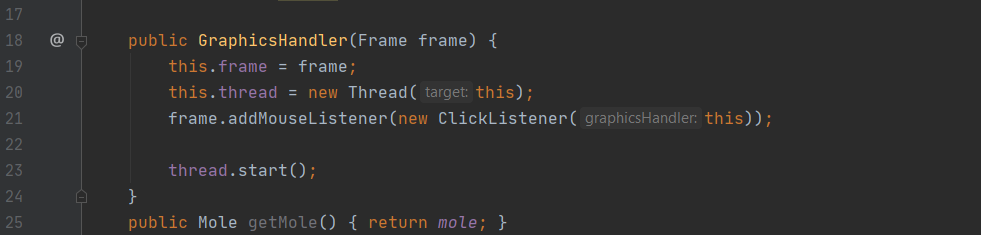 17
18 @ public GraphicsHandler(Frame frame) {
19 this.frame = frame;
20 this.thread = new Thread( target: this);
21 frame.addMouseListener(new ClickListener( graphicsHandler: this));
22
23 thread.start();
24 }
25 public Mole getMole() { return mole; }